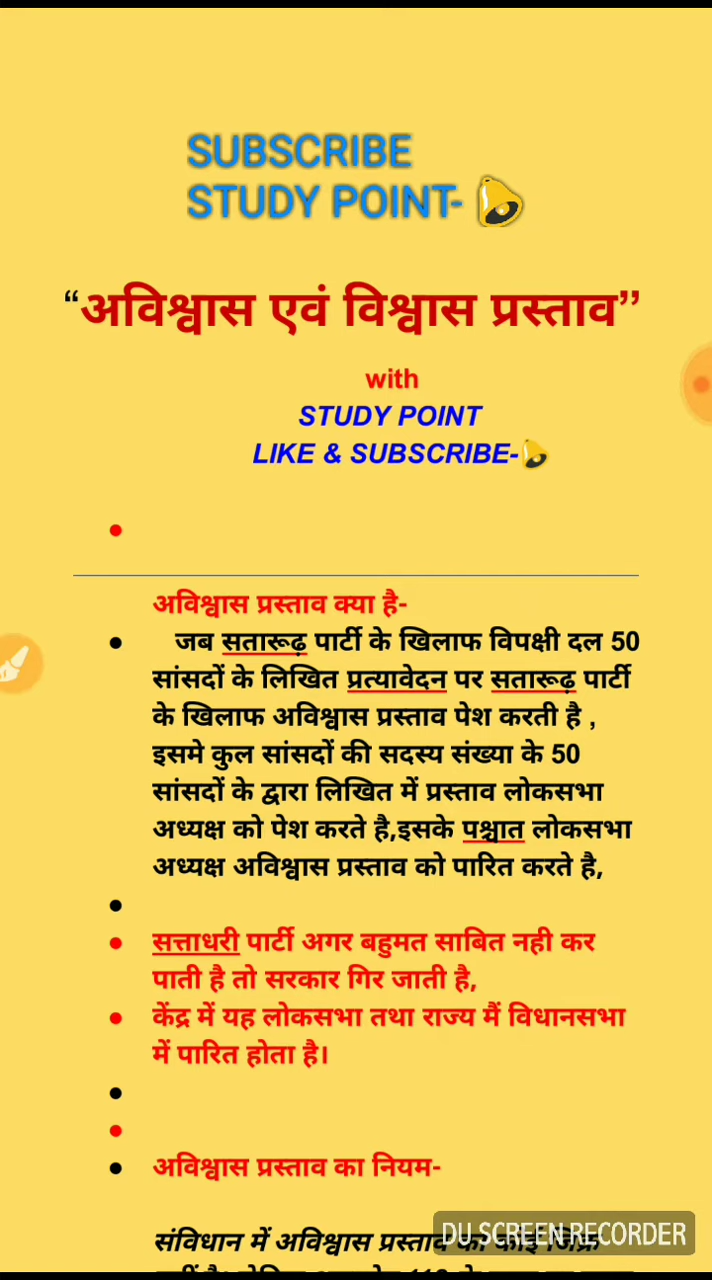 SUBSCRIBE
STUDY POINT-
“अविश्वास एवं विश्वास प्रस्ताव”
with
STUDY POINT
LIKE & SUBSCRIBE-
अविश्वास प्रस्ताव क्या है-
जब सतारूढ़ पार्टी के खिलाफ विपक्षी दल 50
सांसदों के लिखित प्रत्यावेदन पर सतारूढ़ पार्टी
के खिलाफ अविश्वास प्रस्ताव पेश करती है ,
इसमे कुल सांसदों की सदस्य संख्या के 50
सांसदों के द्वारा लिखित में प्रस्ताव लोकसभा
अध्यक्ष को पेश करते है,इसके पश्चात लोकसभा
अध्यक्ष अविश्वास प्रस्ताव को पारित करते है,
सत्ताधरी पार्टी अगर बहुमत साबित नही कर
पाती है तो सरकार गिर जाती है,
केंद्र में यह लोकसभा तथा राज्य मैं विधानसभा
में पारित होता है।
अविश्वास प्रस्ताव का नियम-
संविधान में अविश्वास प्रस्ताव का कोई जिक्र
DU SCREEN RECORDER